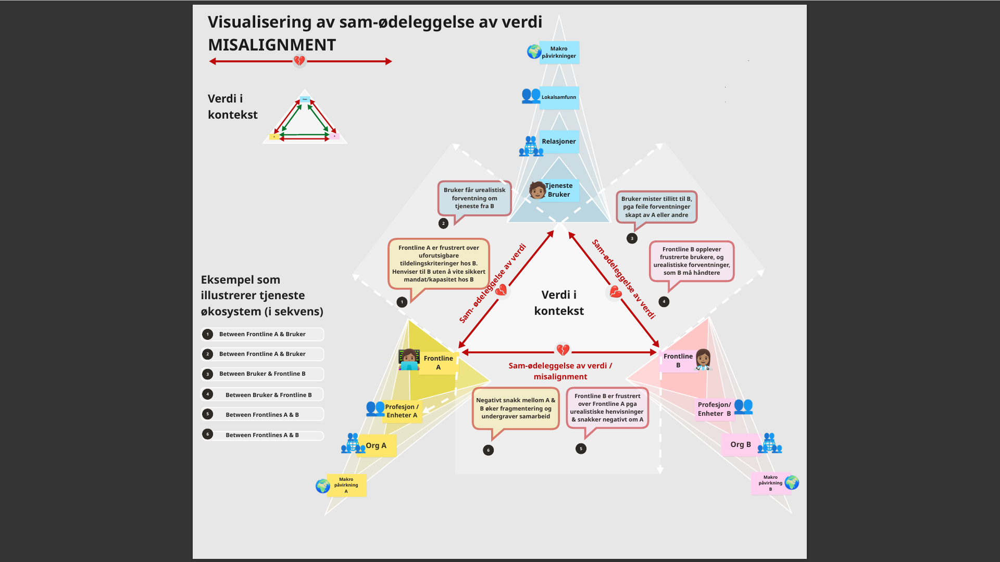 Visualisering av sam-ødeleggelse av verdi
MISALIGNMENT
Verdi i
kontekst
User
A
B
Makro
påvirkninger
Lokalsamfunn
Relasjoner
Tjeneste
Bruker
Bruker får urealistisk
forventning om
tjeneste fra B
2
Bruker mister tillitt til B,
pga feile forventninger
skapt av A eller andre
3
Frontline A er frustrert over
uforutsigbare
tildelingskriteringer hos B.
Henviser til B uten å vite sikkert
mandat/kapasitet hos B
1
Frontline B opplever
frustrerte brukere, og
urealistiske forventninger,
som B må håndtere
4
Sam- ødeleggelse av verdi
Sam-ødeleggelse av verdi
Verdi i
kontekst
Eksempel som
illustrerer tjeneste
økosystem (i sekvens)
1 Between Frontline A & Bruker
2 Between Frontline A & Bruker
3 Between Bruker & Frontline B
4 Between Bruker & Frontline B
5 Between Frontlines A & B
6 Between Frontlines A & B
Frontline
A
Frontline
B
Sam-ødeleggelse av verdi /
misalignment
Negativt snakk mellom A &
B øker fragmentering og
undergraver samarbeid
6
Frontline B er frustrert
over Frontline A pga
urealistiske henvisninger
& snakker negativt om A
5
Profesjon /
Enheter A
Org A
Makro
påvirkning
A
Profesjon/
Enheter B
Org B
Makro
påvirkning
B